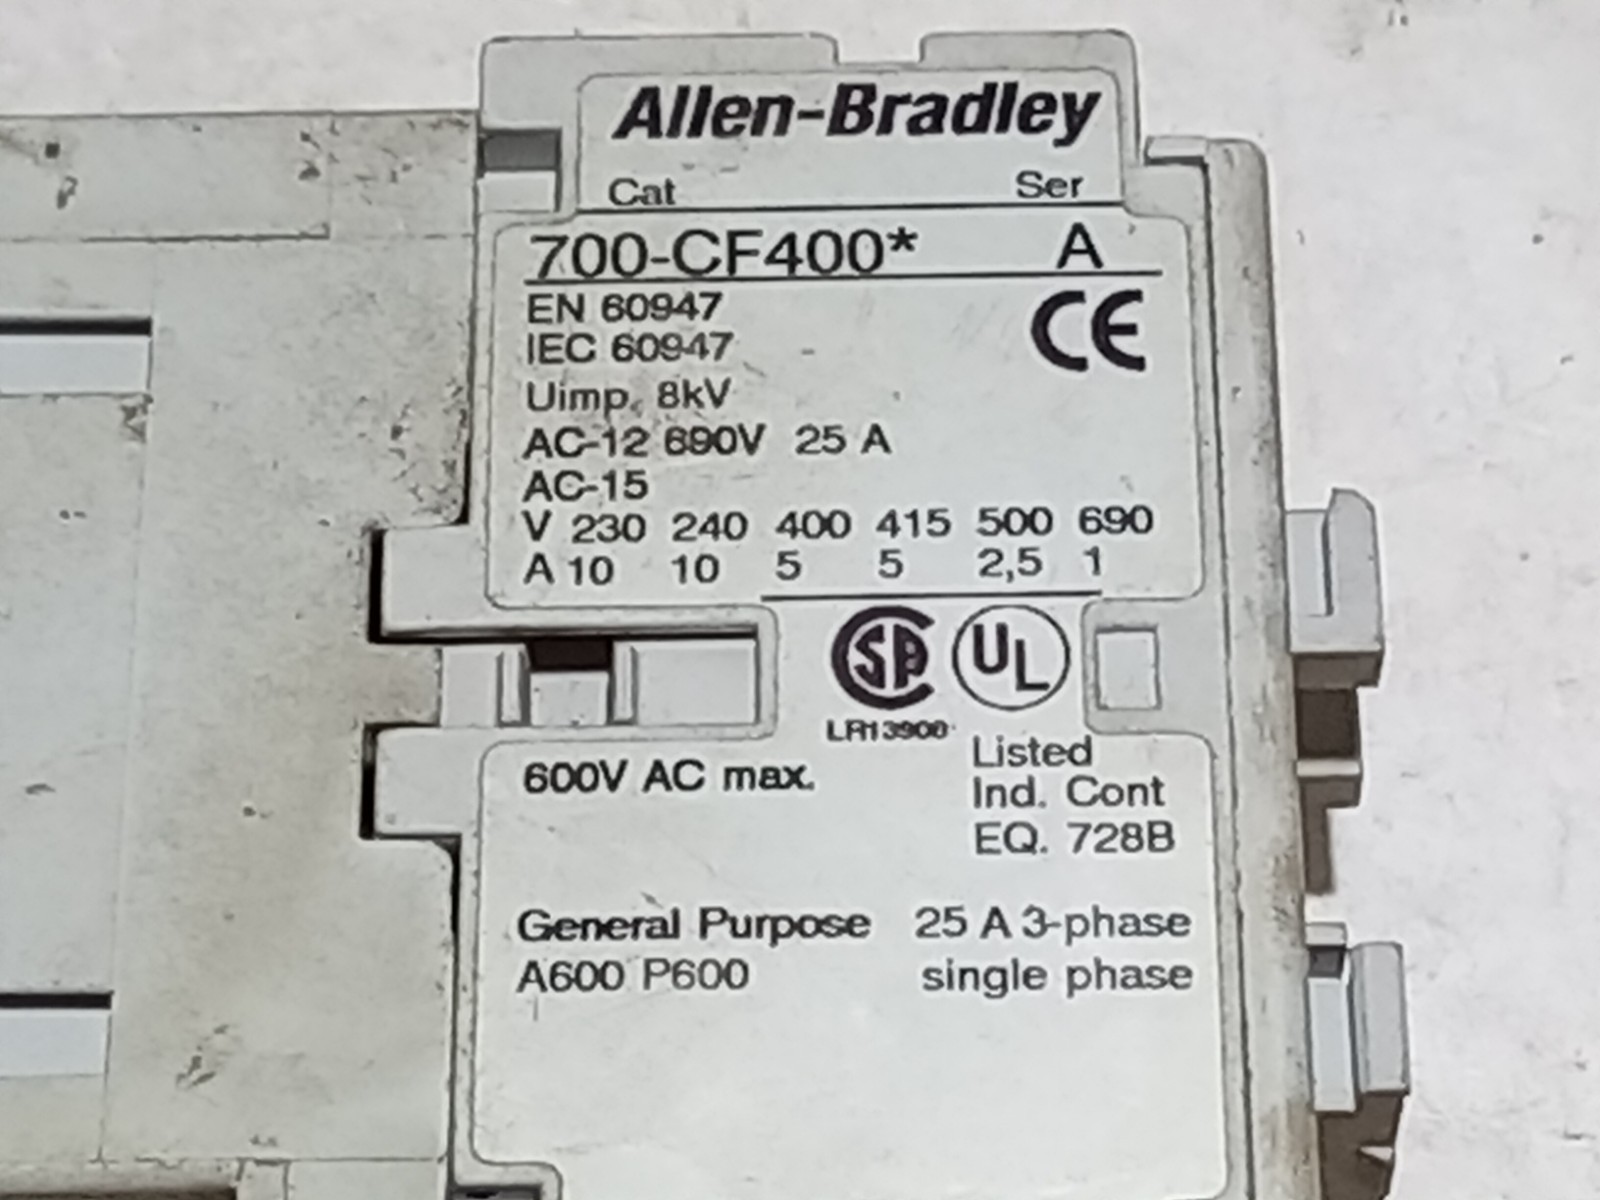 Allen-Bradley
Cat Ser
700-CF400* A
EN 60947
CE
IEC 60947
Uimp. 8kV
AC-12 690V 25 A
AC-15
V 230 240 400 415 500 690
A 10 10 5 5 2,5 1
SA UL
LR13908
600V AC max.
Listed
Ind. Cont
EQ. 728B
General Purpose 25 A 3-phase
A600 P600 single phase